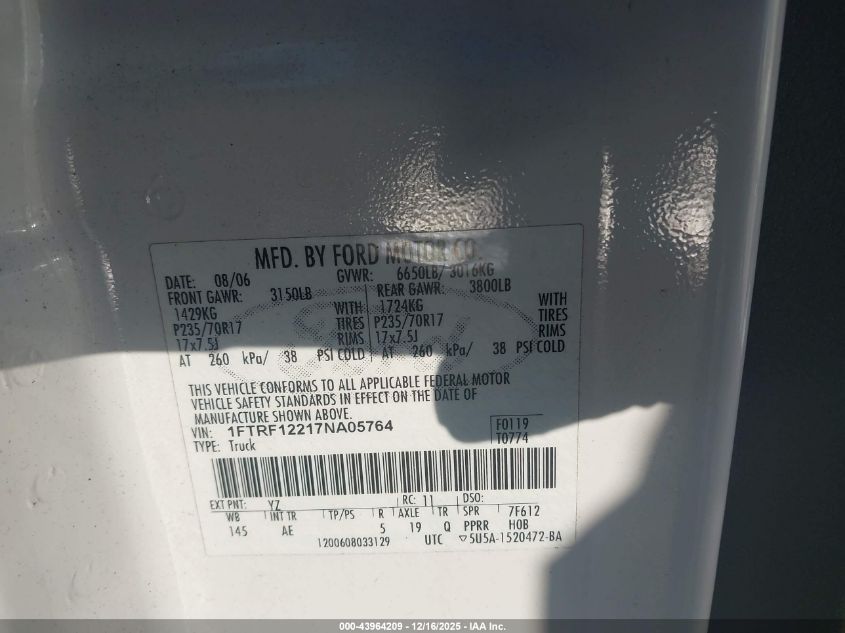 MFD. BY FORD MOTOR CO.
DATE: 08/06 GVWR: 6650LB/ 3016KG
FRONT GAWR: 3150LB REAR GAWR: 3800LB
1429KG WITH 1724KG WITH
P235/70R17 TIRES P235/70R17 TIRES
17x7.5J RIMS 17x7.5J RIMS
AT 260 kPa/ 38 PSI COLD AT 260 kPa/ 38 PSI COLD
THIS VEHICLE CONFORMS TO ALL APPLICABLE FEDERAL MOTOR
VEHICLE SAFETY STANDARDS IN EFFECT ON THE DATE OF
MANUFACTURE SHOWN ABOVE.
VIN: 1FTRF12217NA05764 F0119
TYPE: Truck T0774
EXT PNT: YZ RC: 11 DSO:
WB INT TR TP/PS R AXLE TR SPR 7F612
145 AE 5 19 Q PPRR HOB
1200608033129 UTC ▽5U5A-1520472-BA
000-43964209 - 12/16/2025 - IAA Inc.